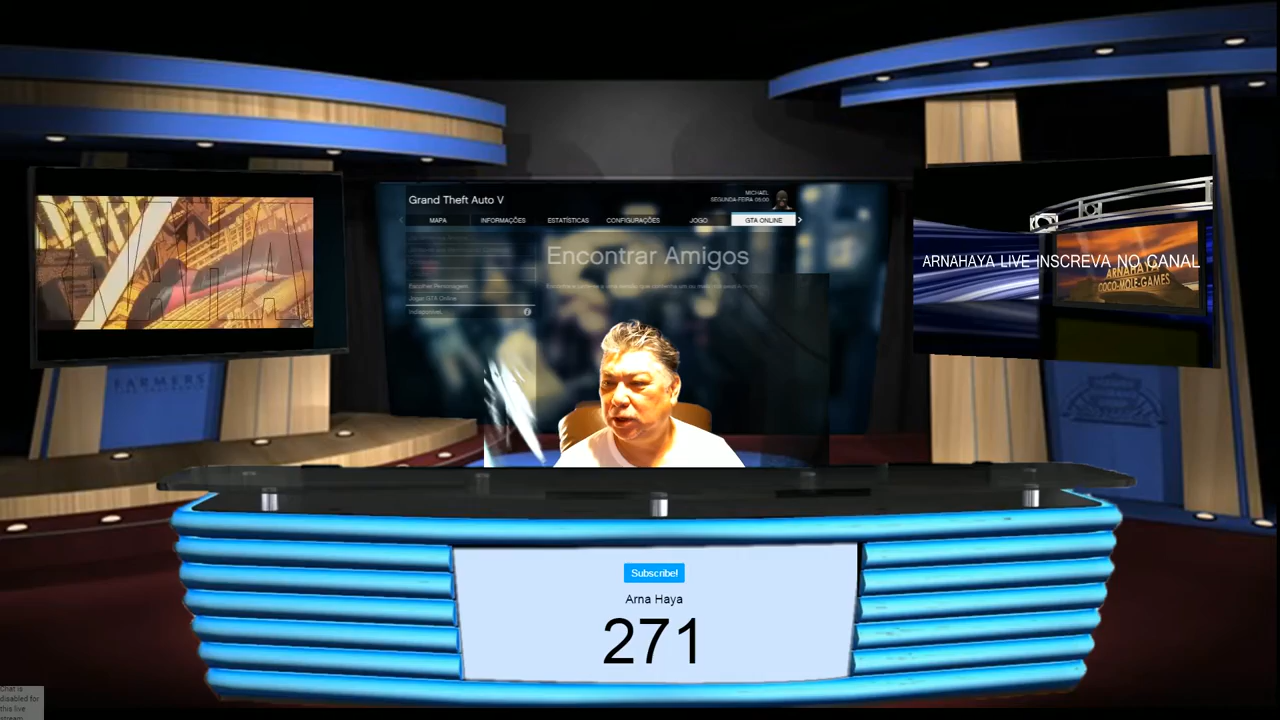 Grand Theft Auto V
MICHAEL
SEGUNDA-FEIRA 05:00
MAPA INFORMAÇÕES ESTATÍSTICAS CONFIGURAÇÕES JOGO GTA ONLINE
Encontrar Amigos
Escolher Personagem
Jogar GTA Online
ARNAHAYA LIVE INSCREVA NO CANAL
ARNAHAYA
COCO-MOLE-GAMES
FARMERS
Subscribe!
Arna Haya
271
Chat is
disabled for
this live
stream